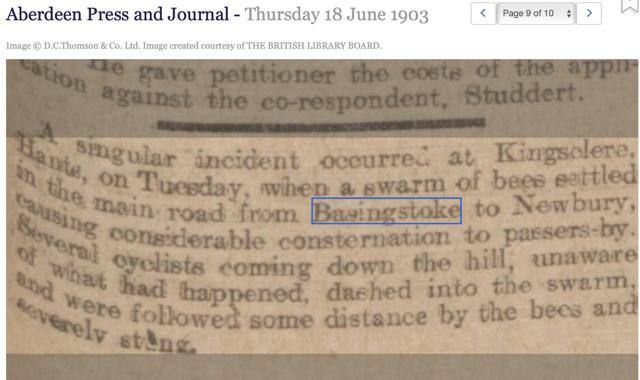 Aberdeen Press and Journal - Thursday 18 June 1903
Page 9 of 10
Image © D.C.Thomson & Co. Ltd. Image created courtesy of THE BRITISH LIBRARY BOARD.
He gave petitioner the costs of the appli-
cation against the co-respondent, Studdert.
A singular incident occurred at Kingsclere,
Hants, on Tuesday, when a swarm of bees settled
in the main road from Basingstoke to Newbury,
causing considerable consternation to passers-by.
Several cyclists coming down the hill, unaware
of what had happened, dashed into the swarm,
and were followed some distance by the bees and
severely stung.